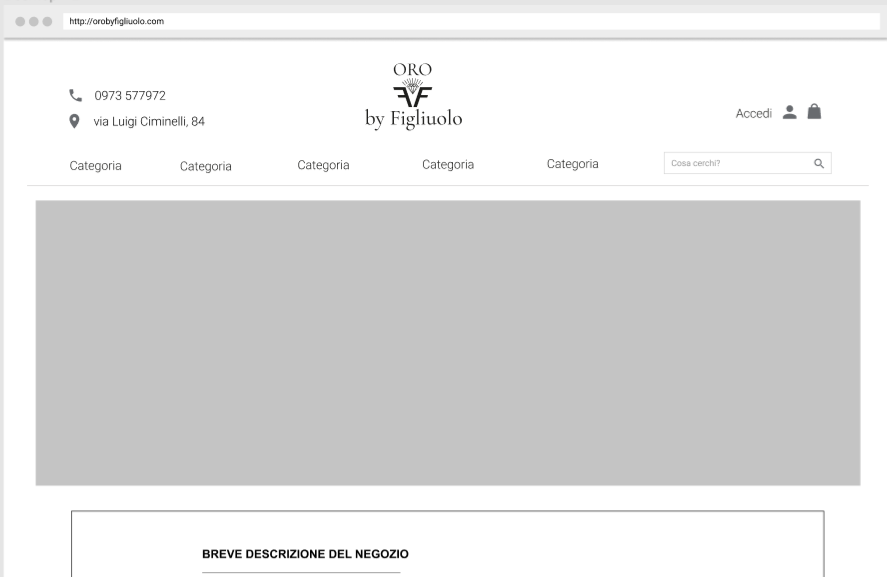 http://orobyfigliuolo.com
0973 577972
via Luigi Ciminelli, 84
ORO
by Figliuolo
Accedi
Categoria Categoria Categoria Categoria Categoria Cosa cerchi?
BREVE DESCRIZIONE DEL NEGOZIO